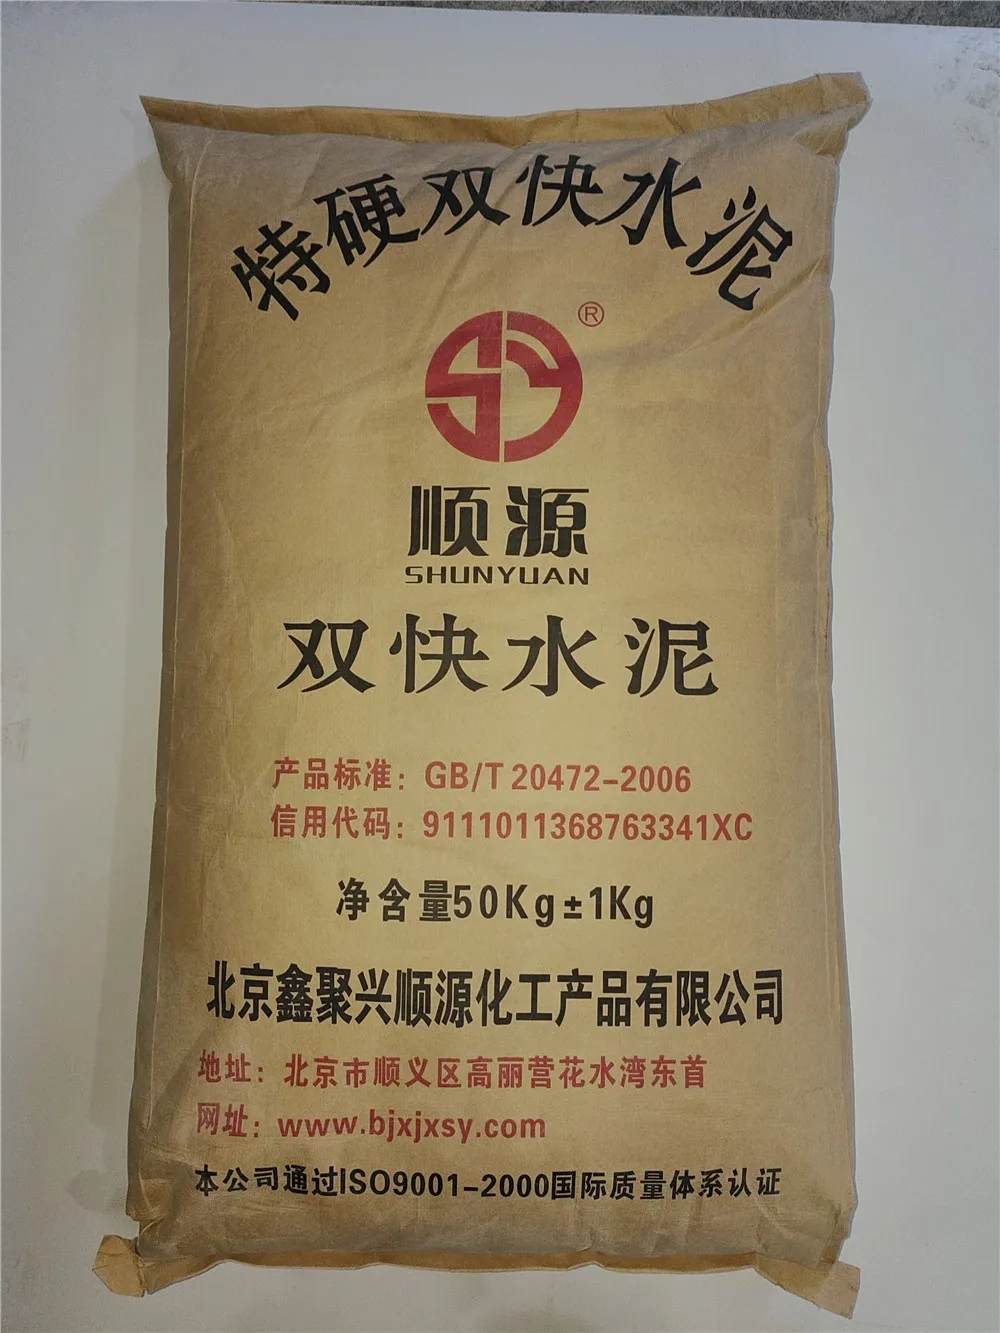 特硬双快水泥
®
顺源
SHUNYUAN
双快水泥
产品标准：GB/T 20472-2006
信用代码：9111011368763341XC
净含量50Kg±1Kg
北京鑫聚兴顺源化工产品有限公司
地址：北京市顺义区高丽营花水湾东首
网址：www.bjxjxsy.com
本公司通过ISO9001-2000国际质量体系认证